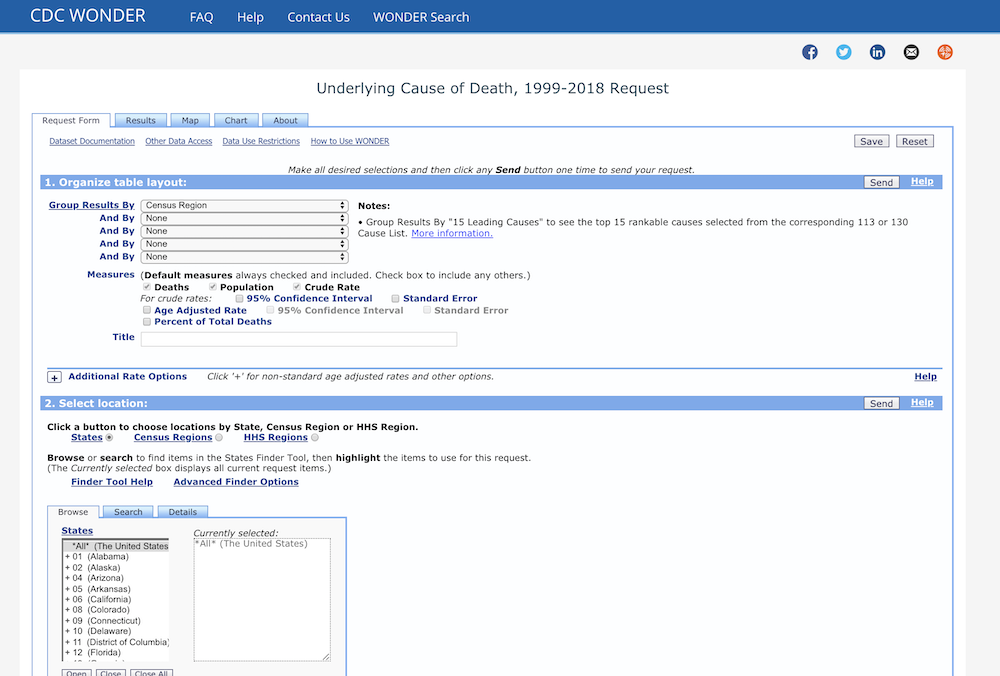 CDC WONDER FAQ Help Contact Us WONDER Search
Underlying Cause of Death, 1999-2018 Request
Request Form Results Map Chart About
Dataset Documentation Other Data Access Data Use Restrictions How to Use WONDER Save Reset
Make all desired selections and then click any Send button one time to send your request.
1. Organize table layout: Send Help
Group Results By Census Region Notes:
And By None
• Group Results By "15 Leading Causes" to see the top 15 rankable causes selected from the corresponding 113 or 130
And By None
Cause List. More information.
And By None
And By None
Measures (Default measures always checked and included. Check box to include any others.)
Deaths Population Crude Rate
For crude rates: 95% Confidence Interval Standard Error
Age Adjusted Rate 95% Confidence Interval Standard Error
Percent of Total Deaths
Title
+ Additional Rate Options Click '+' for non-standard age adjusted rates and other options. Help
2. Select location: Send Help
Click a button to choose locations by State, Census Region or HHS Region.
States Census Regions HHS Regions
Browse or search to find items in the States Finder Tool, then highlight the items to use for this request.
(The Currently selected box displays all current request items.)
Finder Tool Help Advanced Finder Options
Browse Search Details
States Currently selected:
*All* (The United States *All* (The United States)
+ 01 (Alabama)
+ 02 (Alaska)
+ 04 (Arizona)
+ 05 (Arkansas)
+ 06 (California)
+ 08 (Colorado)
+ 09 (Connecticut)
+ 10 (Delaware)
+ 11 (District of Columbia)
+ 12 (Florida)
Open Close Close All